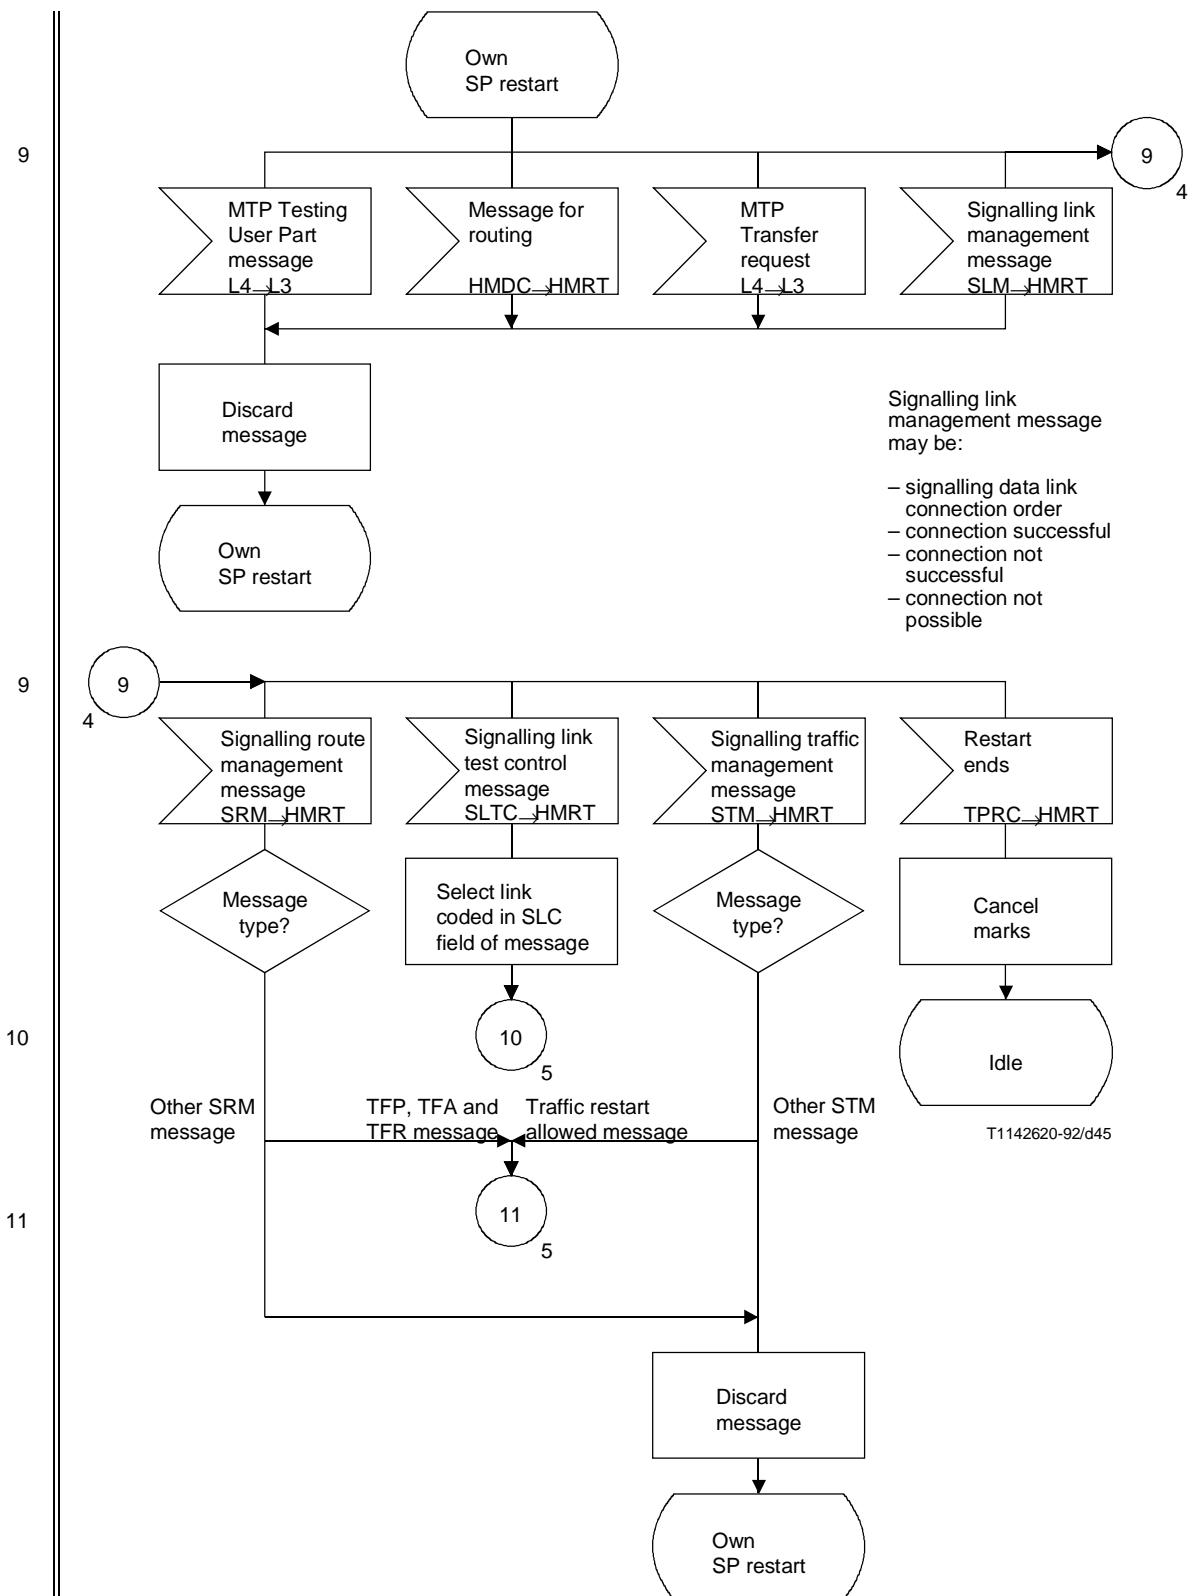 Own
SP restart
9
9
4
MTP Testing
User Part
message
L4→L3
Message for
routing
HMDC→HMRT
MTP
Transfer
request
L4→L3
Signalling link
management
message
SLM→HMRT
Discard
message
Signalling link
management message
may be:
– signalling data link
connection order
– connection successful
– connection not
successful
– connection not
possible
Own
SP restart
9
9
4
Signalling route
management
message
SRM→HMRT
Signalling link
test control
message
SLTC→HMRT
Signalling traffic
management
message
STM→HMRT
Restart
ends
TPRC→HMRT
Message
type?
Select link
coded in SLC
field of message
Message
type?
Cancel
marks
10
10
5
Idle
Other SRM
message
TFP, TFA and
TFR message
Traffic restart
allowed message
Other STM
message
T1142620-92/d45
11
11
5
Discard
message
Own
SP restart